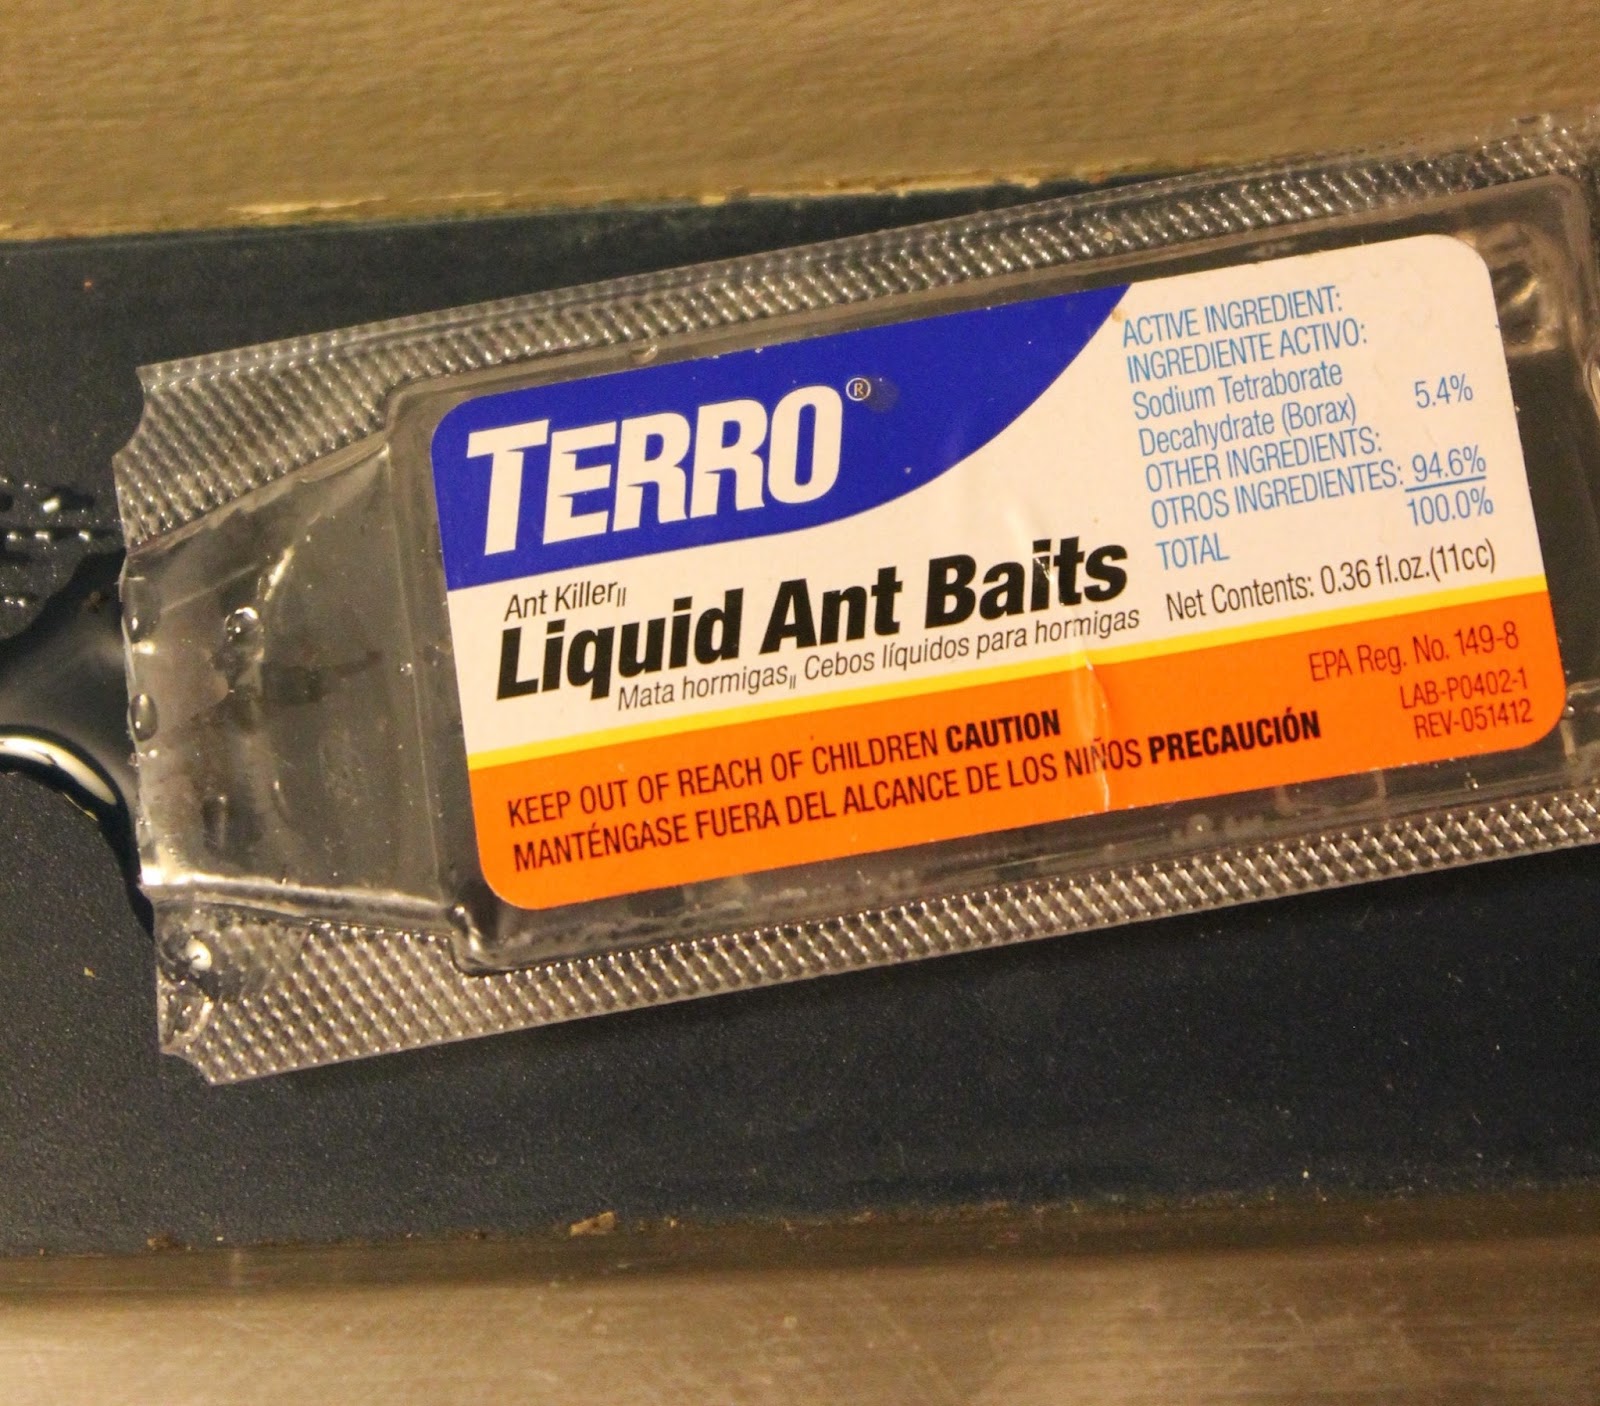 TERRO®
Ant Killer II
Liquid Ant Baits
Mata hormigas II Cebos líquidos para hormigas
ACTIVE INGREDIENT:
INGREDIENTE ACTIVO:
Sodium Tetraborate
Decahydrate (Borax) 5.4%
OTHER INGREDIENTS:
OTROS INGREDIENTES: 94.6%
TOTAL 100.0%
Net Contents: 0.36 fl.oz.(11cc)
KEEP OUT OF REACH OF CHILDREN CAUTION
MANTÉNGASE FUERA DEL ALCANCE DE LOS NIÑOS PRECAUCIÓN
EPA Reg. No. 149-8
LAB-P0402-1
REV-051412